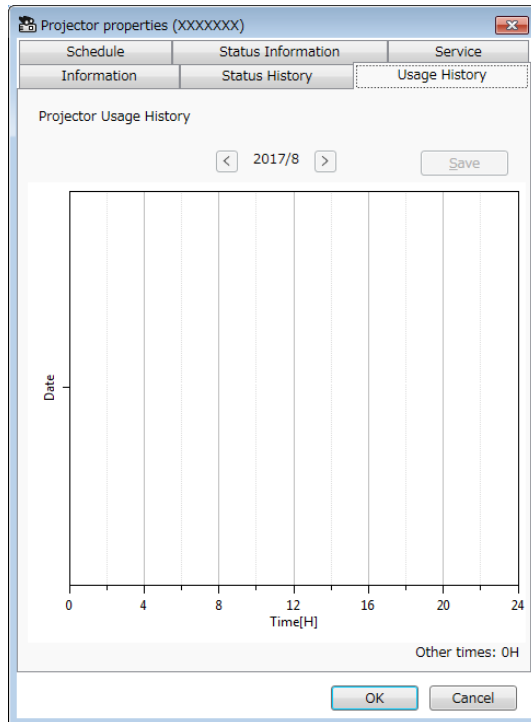 Projector properties (XXXXXXX)
Schedule Status Information Service
Information Status History Usage History
Projector Usage History
< 2017/8 > Save
Date
0 4 8 12 16 20 24
Time[H]
Other times: 0H
OK Cancel